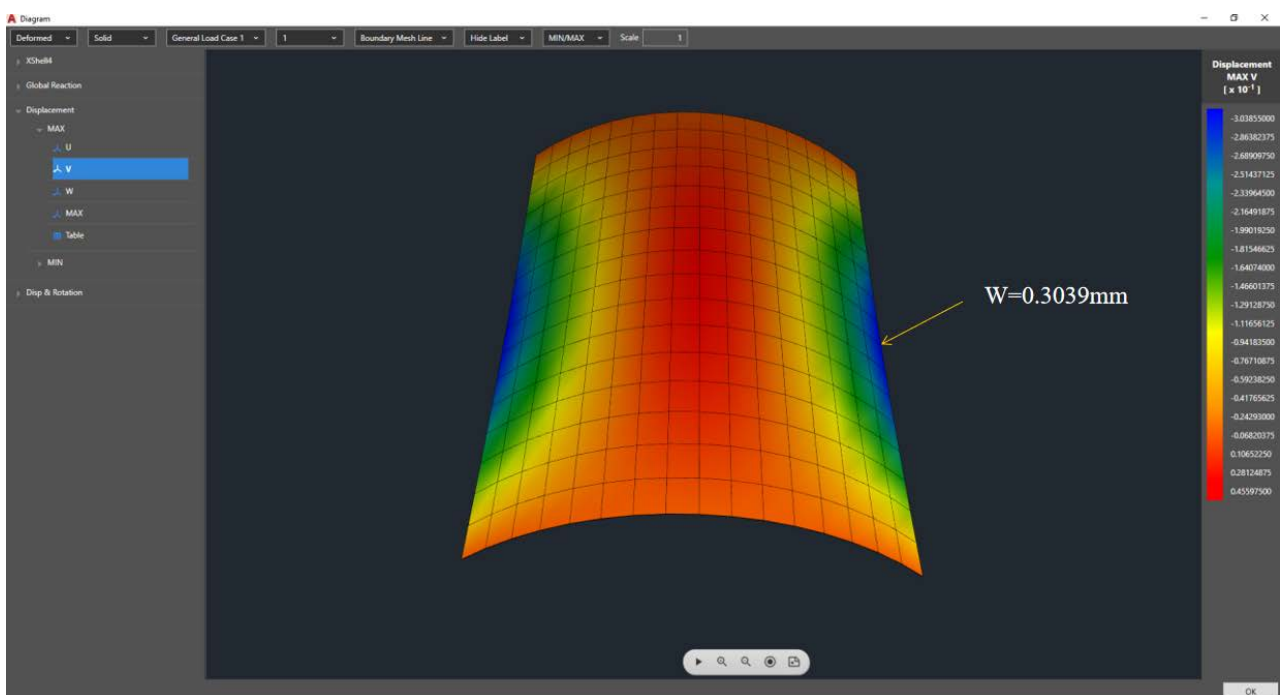 Diagram
Deformed Solid General Load Case 1 1 Boundary Mesh Line Hide Label MIN/MAX Scale 1
XShell4
Global Reaction
Displacement
MAX
U
V
W
MAX
Table
MIN
Disp & Rotation
W=0.3039mm
Displacement
MAX V
[ x 10⁻¹ ]
-3.03855000
-2.86382375
-2.68909750
-2.51437125
-2.33964500
-2.16491875
-1.99019250
-1.81546625
-1.64074000
-1.46601375
-1.29128750
-1.11656125
-0.94183500
-0.76710875
-0.59238250
-0.41765625
-0.24293000
-0.06820375
0.10652250
0.28124875
0.45597500
OK